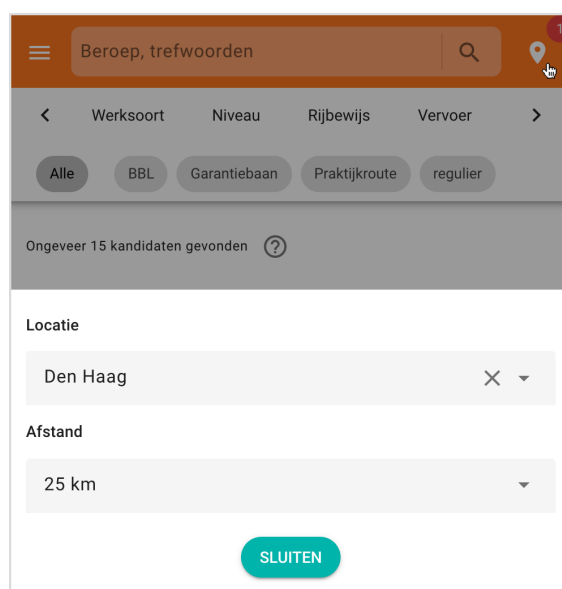 Beroep, trefwoorden
1
Werksoort Niveau Rijbewijs Vervoer
Alle BBL Garantiebaan Praktijkroute regulier
Ongeveer 15 kandidaten gevonden ?
Locatie
Den Haag
Afstand
25 km
SLUITEN